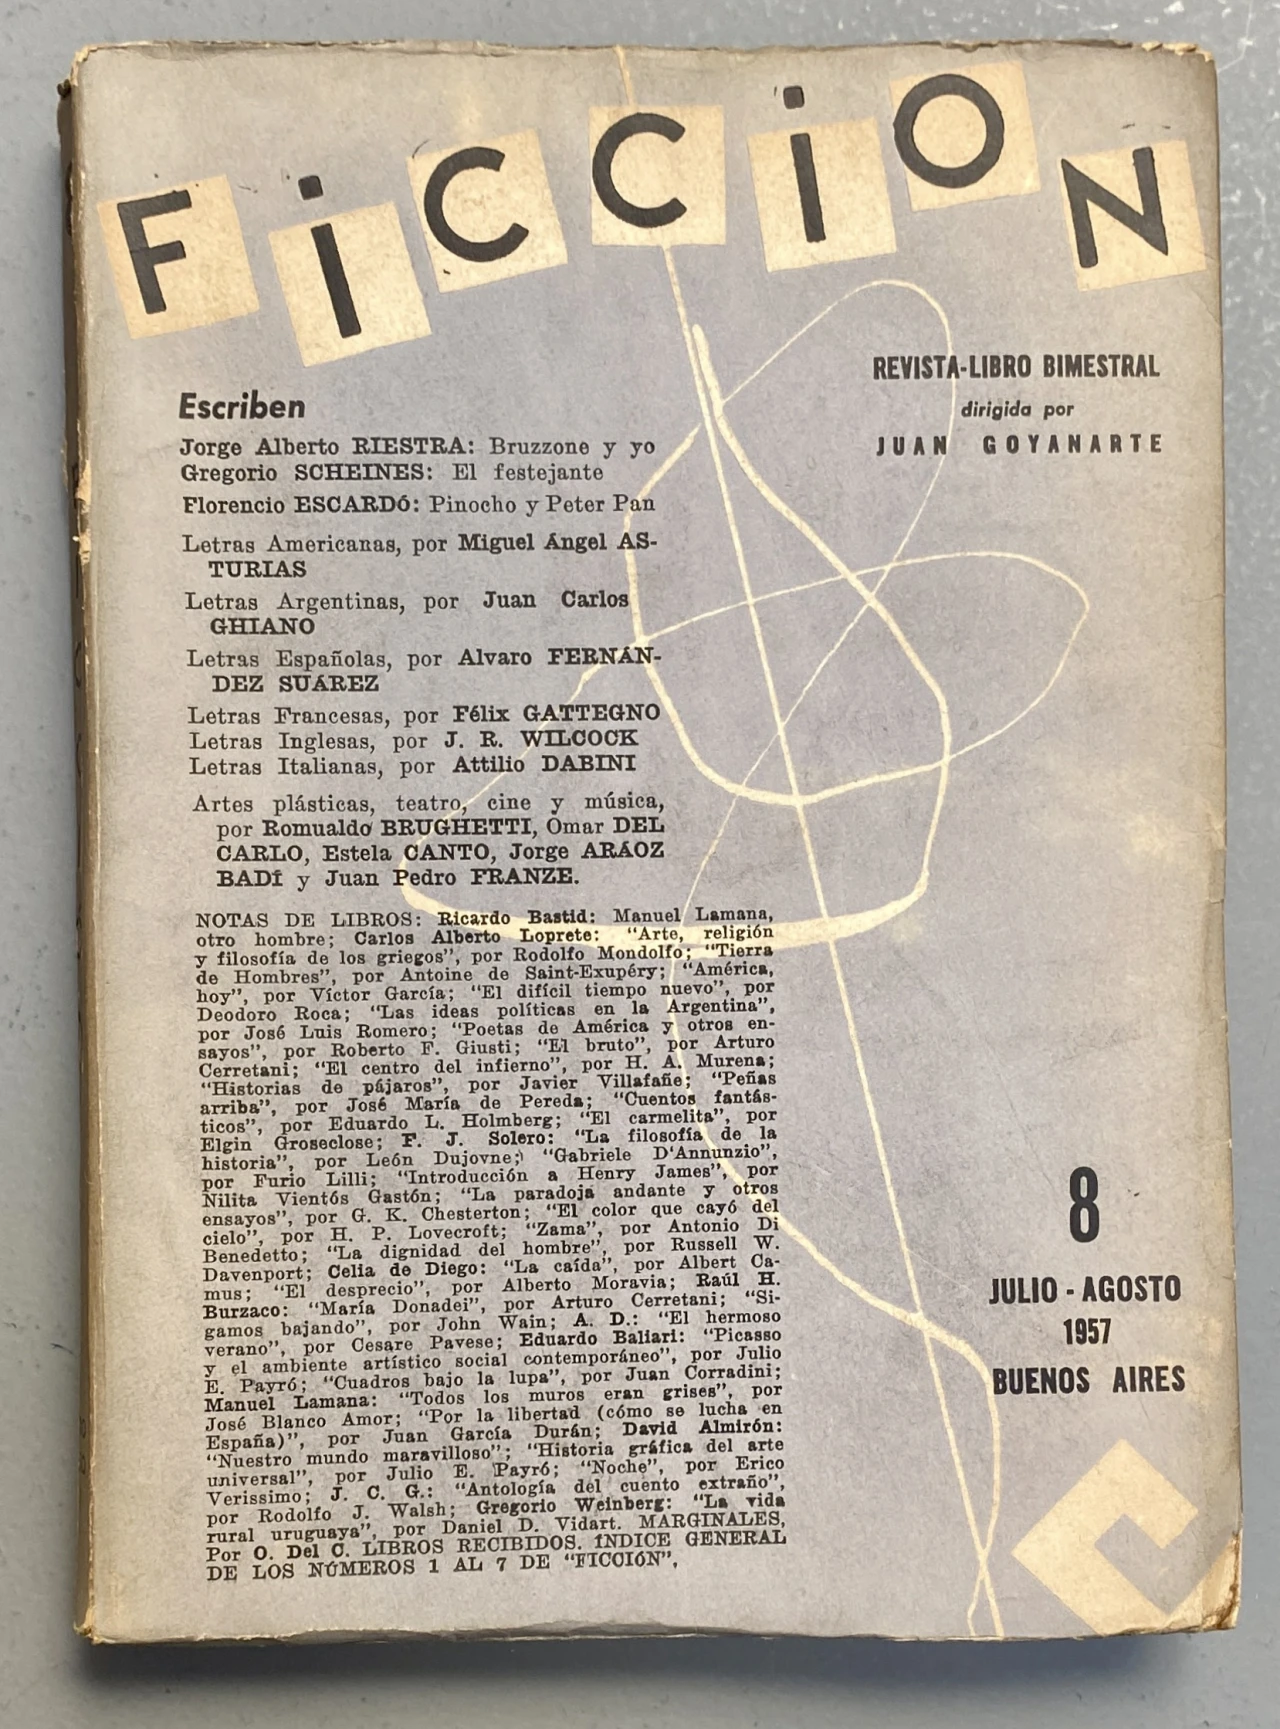 FiCCiON
REVISTA-LIBRO BIMESTRAL
dirigida por
JUAN GOYANARTE
Escriben
Jorge Alberto RIESTRA: Bruzzone y yo
Gregorio SCHEINES: El festejante
Florencio ESCARDÓ: Pinocho y Peter Pan
Letras Americanas, por Miguel Ángel AS-
TURIAS
Letras Argentinas, por Juan Carlos
GHIANO
Letras Españolas, por Alvaro FERNÁN-
DEZ SUÁREZ
Letras Francesas, por Félix GATTEGNO
Letras Inglesas, por J. R. WILCOCK
Letras Italianas, por Attilio DABINI
Artes plásticas, teatro, cine y música,
por Romualdo BRUGHETTI, Omar DEL
CARLO, Estela CANTO, Jorge ARÁOZ
BADÍ y Juan Pedro FRANZE.
NOTAS DE LIBROS: Ricardo Bastid: Manuel Lamana,
otro hombre; Carlos Alberto Loprete: "Arte, religión
y filosofía de los griegos", por Rodolfo Mondolfo; "Tierra
de Hombres", por Antoine de Saint-Exupéry; "América,
hoy", por Víctor García; "El difícil tiempo nuevo", por
Deodoro Roca; "Las ideas políticas en la Argentina",
por José Luis Romero; "Poetas de América y otros en-
sayos", por Roberto F. Giusti; "El bruto", por Arturo
Cerretani; "El centro del infierno", por H. A. Murena;
"Historias de pájaros", por Javier Villafañe; "Peñas
arriba", por José María de Pereda; "Cuentos fantás-
ticos", por Eduardo L. Holmberg; "El carmelita", por
Elgin Groseclose; F. J. Solero: "La filosofía de la
historia", por León Dujovne; "Gabriele D'Annunzio",
por Furio Lilli; "Introducción a Henry James", por
Nilita Vientós Gastón; "La paradoja andante y otros
ensayos", por G. K. Chesterton; "El color que cayó del
cielo", por H. P. Lovecroft; "Zama", por Antonio Di
Benedetto; "La dignidad del hombre", por Russell W.
Davenport; Celia de Diego: "La caída", por Albert Ca-
mus; "El desprecio", por Alberto Moravia; Raúl H.
Burzaco: "María Donadei", por Arturo Cerretani; "Si-
gamos bajando", por John Wain; A. D.: "El hermoso
verano", por Cesare Pavese; Eduardo Baliari: "Picasso
y el ambiente artístico social contemporáneo", por Julio
E. Payró; "Cuadros bajo la lupa", por Juan Corradini;
Manuel Lamana: "Todos los muros eran grises", por
José Blanco Amor; "Por la libertad (cómo se lucha en
España)", por Juan García Durán; David Almirón:
"Nuestro mundo maravilloso"; "Historia gráfica del arte
universal", por Julio E. Payró; "Noche", por Erico
Verissimo; J. C. G.: "Antología del cuento extraño",
por Rodolfo J. Walsh; Gregorio Weinberg: "La vida
rural uruguaya", por Daniel D. Vidart. MARGINALES,
Por O. Del C. LIBROS RECIBIDOS. ÍNDICE GENERAL
DE LOS NÚMEROS 1 AL 7 DE "FICCIÓN".
8
JULIO - AGOSTO
1957
BUENOS AIRES